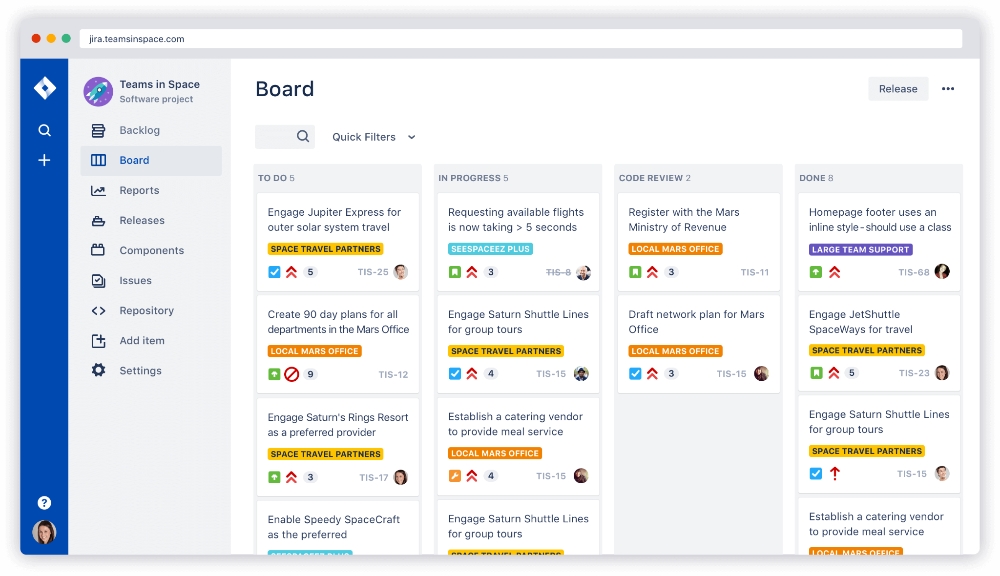 jira.teamsinspace.com
Teams in Space
Software project
Backlog
Board
Reports
Releases
Components
Issues
Repository
Add item
Settings
?
Board
Release
Quick Filters
TO DO 5
Engage Jupiter Express for
outer solar system travel
SPACE TRAVEL PARTNERS
5 TIS-25
Create 90 day plans for all
departments in the Mars Office
LOCAL MARS OFFICE
9 TIS-12
Engage Saturn's Rings Resort
as a preferred provider
SPACE TRAVEL PARTNERS
3 TIS-17
Enable Speedy SpaceCraft
as the preferred
SEESPACEEZ PLUS
IN PROGRESS 5
Requesting available flights
is now taking > 5 seconds
SEESPACEEZ PLUS
3 TIS-8
Engage Saturn Shuttle Lines
for group tours
SPACE TRAVEL PARTNERS
4 TIS-15
Establish a catering vendor
to provide meal service
LOCAL MARS OFFICE
4 TIS-15
Engage Saturn Shuttle Lines
for group tours
SPACE TRAVEL PARTNERS
CODE REVIEW 2
Register with the Mars
Ministry of Revenue
LOCAL MARS OFFICE
3 TIS-11
Draft network plan for Mars
Office
LOCAL MARS OFFICE
3 TIS-15
DONE 8
Homepage footer uses an
inline style-should use a class
LARGE TEAM SUPPORT
TIS-68
Engage JetShuttle
SpaceWays for travel
SPACE TRAVEL PARTNERS
5 TIS-23
Engage Saturn Shuttle Lines
for group tours
SPACE TRAVEL PARTNERS
TIS-15
Establish a catering vendor
to provide meal service
LOCAL MARS OFFICE